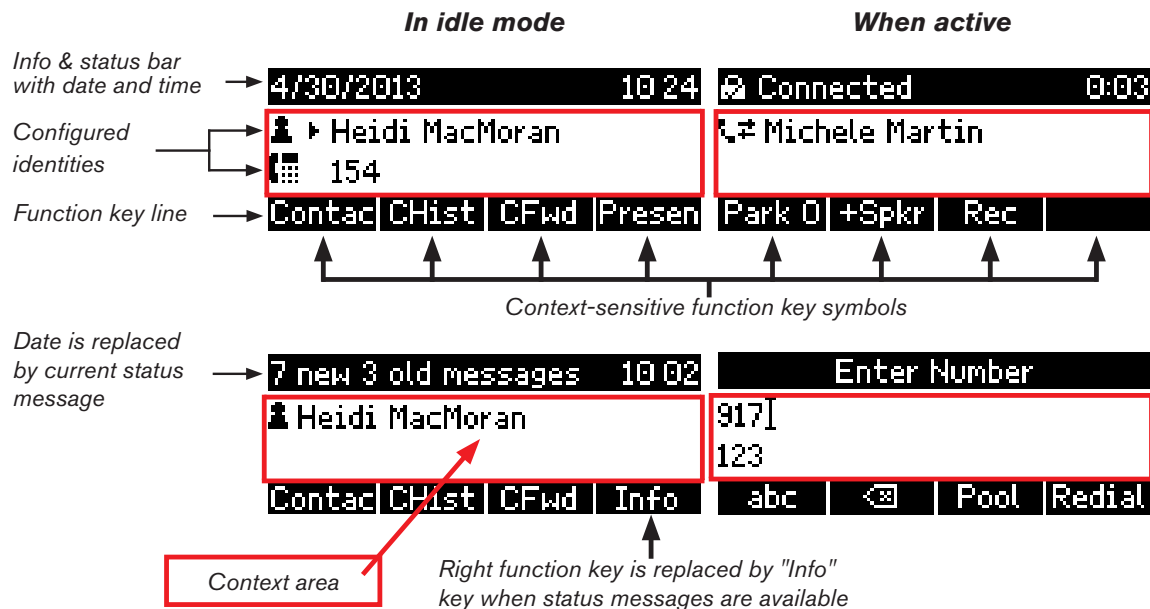 In idle mode When active
Info & status bar
with date and time
4/30/2013 10 24 Connected 0:03
Configured
identities
Heidi MacMoran Michele Martin
154
Function key line
Contac CHist CFwd Presen Park O +Spkr Rec
Context-sensitive function key symbols
Date is replaced
by current status
message
7 new 3 old messages 10 02 Enter Number
Heidi MacMoran 917
123
Contac CHist CFwd Info abc Pool Redial
Context area
Right function key is replaced by "Info"
key when status messages are available